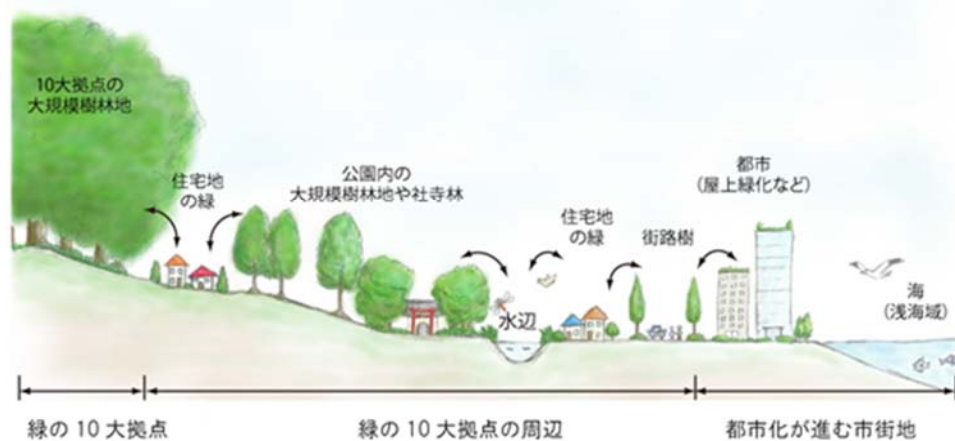 10大拠点の
大規模樹林地
住宅地
の緑
公園内の
大規模樹林地や社寺林
水辺
住宅地
の緑
街路樹
都市
(屋上緑化など)
海
(浅海域)
緑の 10 大拠点
緑の 10 大拠点の周辺
都市化が進む市街地